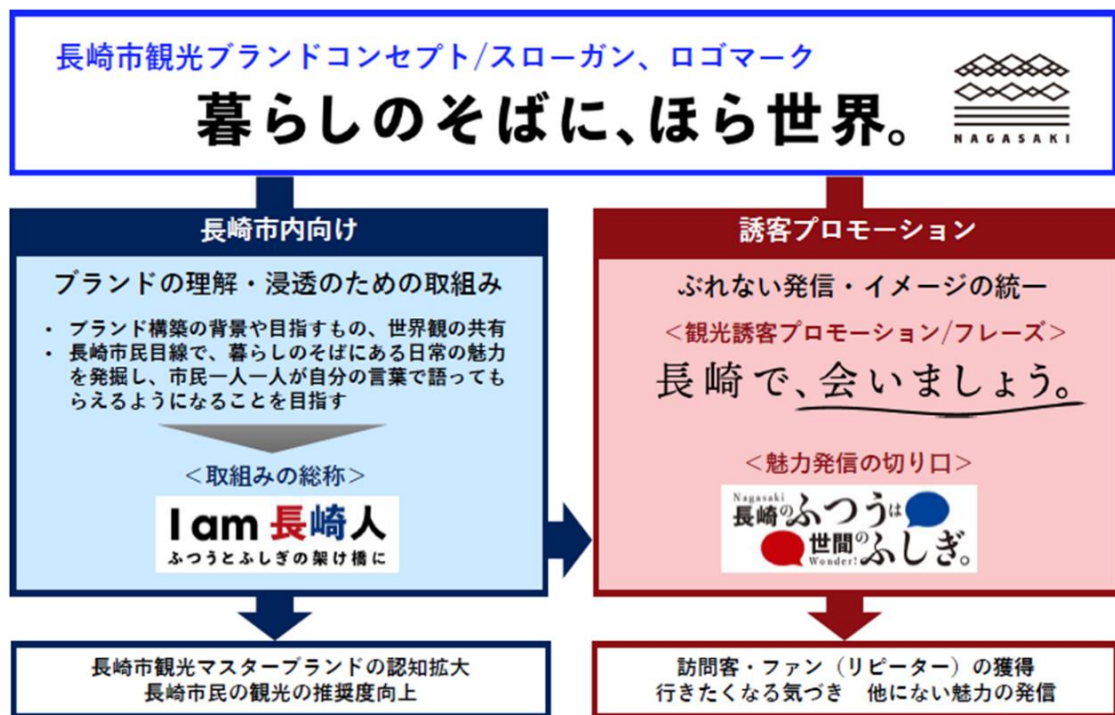 長崎市観光ブランドコンセプト/スローガン、ロゴマーク
暮らしのそばに、ほら世界。
NAGASAKI
長崎市内向け
ブランドの理解・浸透のための取組み
・ ブランド構築の背景や目指すもの、世界観の共有
・ 長崎市民目線で、暮らしのそばにある日常の魅力
を発掘し、市民一人一人が自分の言葉で語っても
らえるようになることを目指す
＜取組みの総称＞
I am 長崎人
ふつうとふしぎの架け橋に
長崎市観光マスターブランドの認知拡大
長崎市民の観光の推奨度向上
誘客プロモーション
ぶれない発信・イメージの統一
＜観光誘客プロモーション/フレーズ＞
長崎で、会いましょう。
＜魅力発信の切り口＞
Nagasaki
長崎のふつうは
世間のふしぎ。
Wonder!
訪問客・ファン（リピーター）の獲得
行きたくなる気づき　他にない魅力の発信